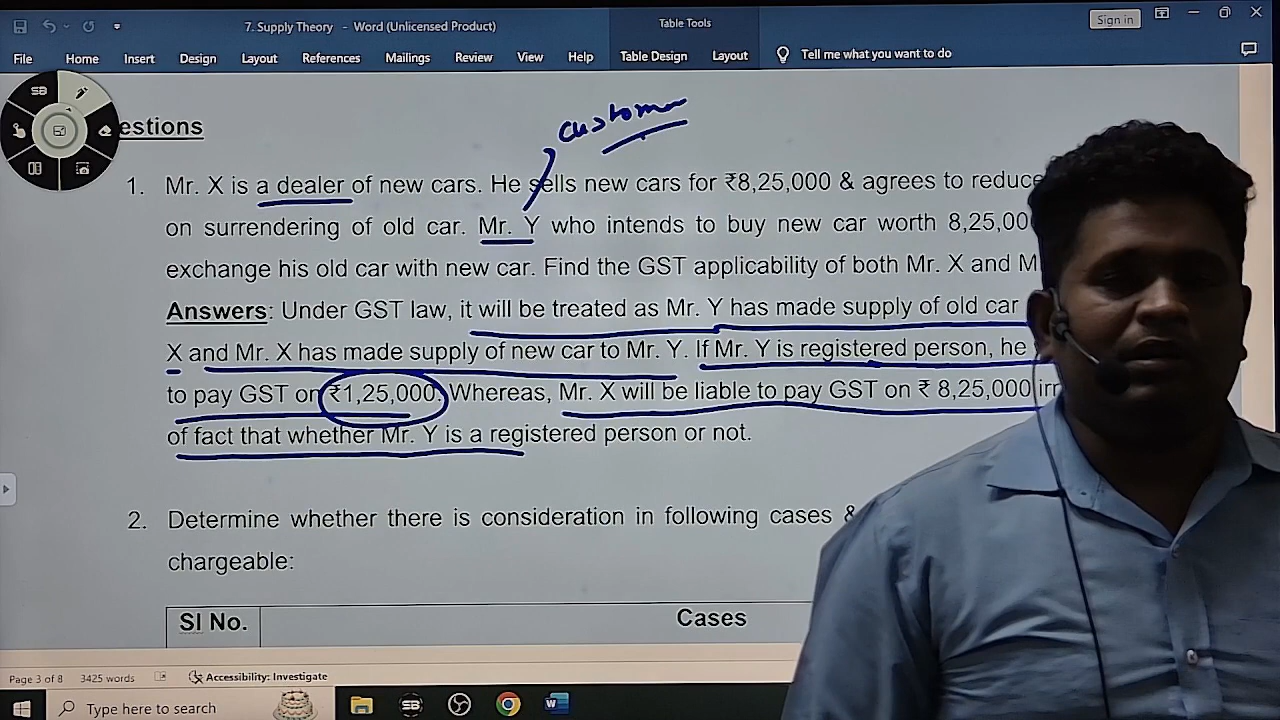 7. Supply Theory - Word (Unlicensed Product)
Table Tools
Sign in
File Home Insert Design Layout References Mailings Review View Help Table Design Layout Tell me what you want to do
customer
estions
1. Mr. X is a dealer of new cars. He sells new cars for ₹8,25,000 & agrees to reduce
on surrendering of old car. Mr. Y who intends to buy new car worth 8,25,00
exchange his old car with new car. Find the GST applicability of both Mr. X and M
Answers: Under GST law, it will be treated as Mr. Y has made supply of old car
X and Mr. X has made supply of new car to Mr. Y. If Mr. Y is registered person, he
to pay GST on ₹1,25,000. Whereas, Mr. X will be liable to pay GST on ₹ 8,25,000 irr
of fact that whether Mr. Y is a registered person or not.
2. Determine whether there is consideration in following cases &
chargeable:
SI No. Cases
Page 3 of 8 3425 words Accessibility: Investigate
Type here to search